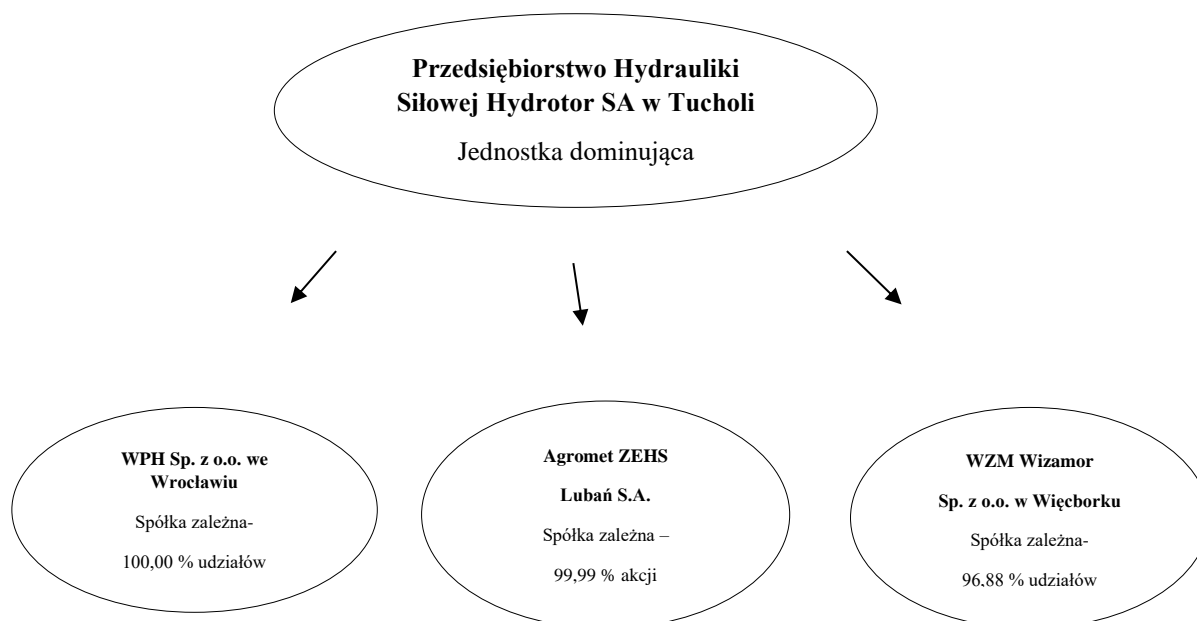 Przedsiębiorstwo Hydrauliki
Siłowej Hydrotor SA w Tucholi
Jednostka dominująca
WPH Sp. z o.o. we
Wrocławiu
Spółka zależna-
100,00 % udziałów
Agromet ZEHS
Lubań S.A.
Spółka zależna –
99,99 % akcji
WZM Wizamor
Sp. z o.o. w Więcborku
Spółka zależna-
96,88 % udziałów